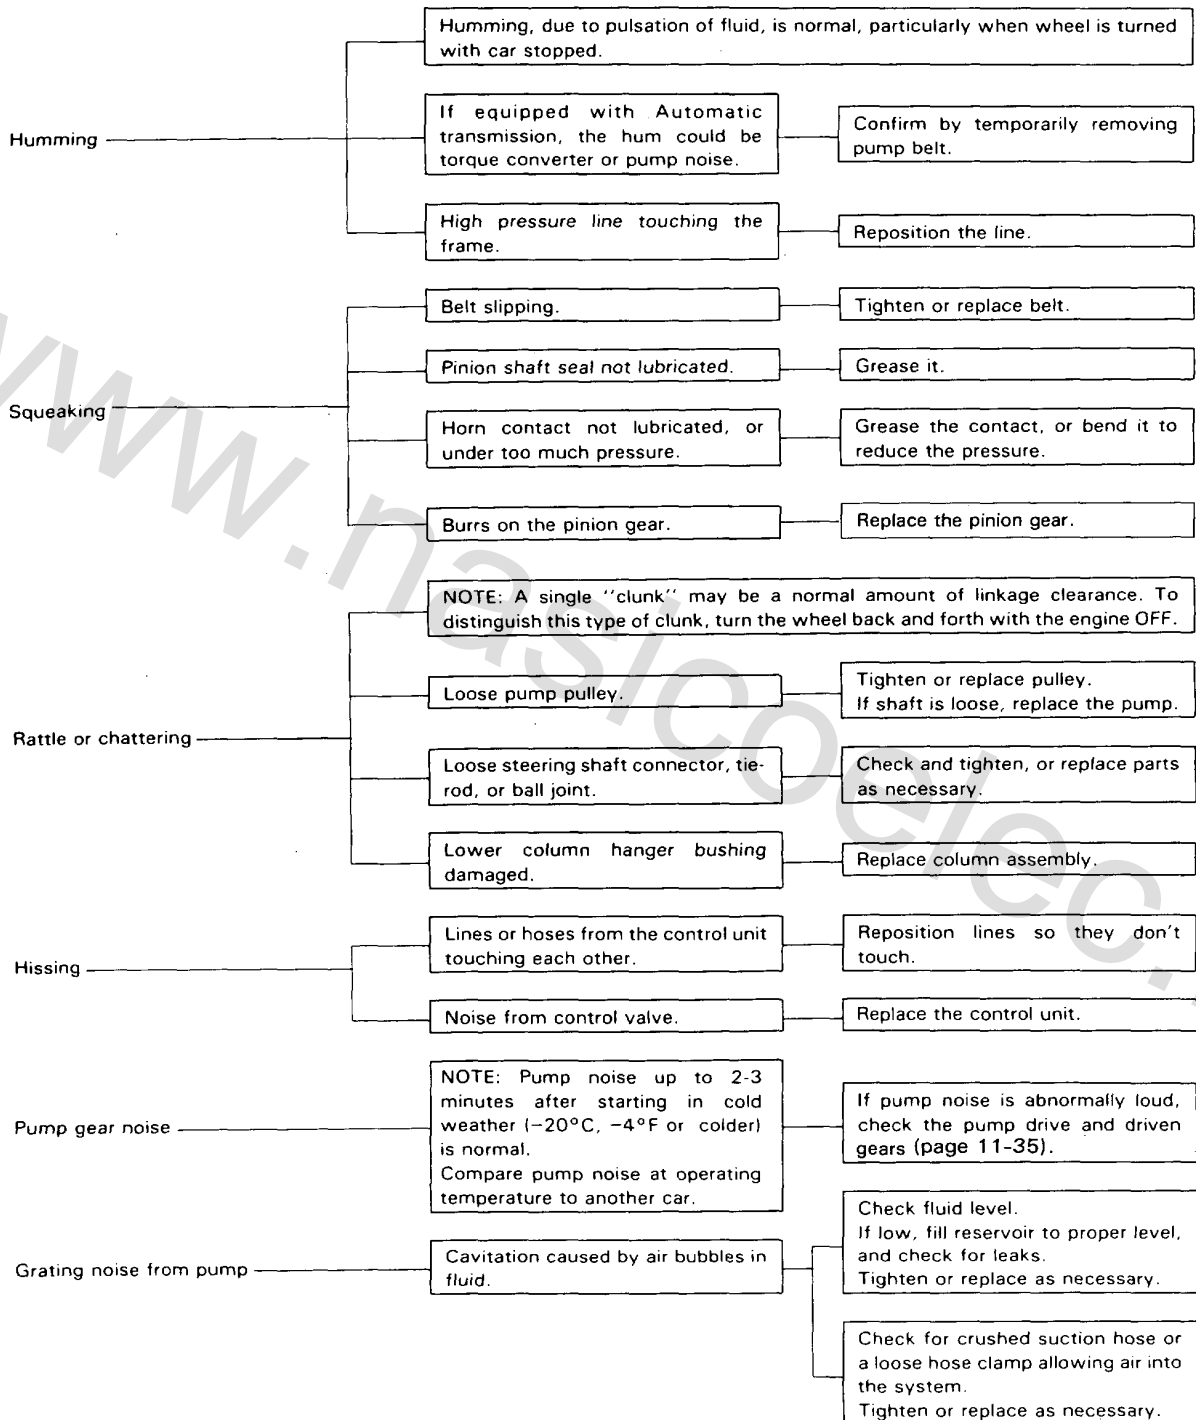 Humming, due to pulsation of fluid, is normal, particularly when wheel is turned
with car stopped.
Humming
If equipped with Automatic
transmission, the hum could be
torque converter or pump noise.
Confirm by temporarily removing
pump belt.
High pressure line touching the
frame.
Reposition the line.
Squeaking
Belt slipping.
Tighten or replace belt.
Pinion shaft seal not lubricated.
Grease it.
Horn contact not lubricated, or
under too much pressure.
Grease the contact, or bend it to
reduce the pressure.
Burrs on the pinion gear.
Replace the pinion gear.
Rattle or chattering
NOTE: A single "clunk" may be a normal amount of linkage clearance. To
distinguish this type of clunk, turn the wheel back and forth with the engine OFF.
Loose pump pulley.
Tighten or replace pulley.
If shaft is loose, replace the pump.
Loose steering shaft connector, tie-
rod, or ball joint.
Check and tighten, or replace parts
as necessary.
Lower column hanger bushing
damaged.
Replace column assembly.
Hissing
Lines or hoses from the control unit
touching each other.
Reposition lines so they don't
touch.
Noise from control valve.
Replace the control unit.
Pump gear noise
NOTE: Pump noise up to 2-3
minutes after starting in cold
weather (-20°C, -4°F or colder)
is normal.
Compare pump noise at operating
temperature to another car.
If pump noise is abnormally loud,
check the pump drive and driven
gears (page 11-35).
Grating noise from pump
Cavitation caused by air bubbles in
fluid.
Check fluid level.
If low, fill reservoir to proper level,
and check for leaks.
Tighten or replace as necessary.
Check for crushed suction hose or
a loose hose clamp allowing air into
the system.
Tighten or replace as necessary.
www.nasicoelec.